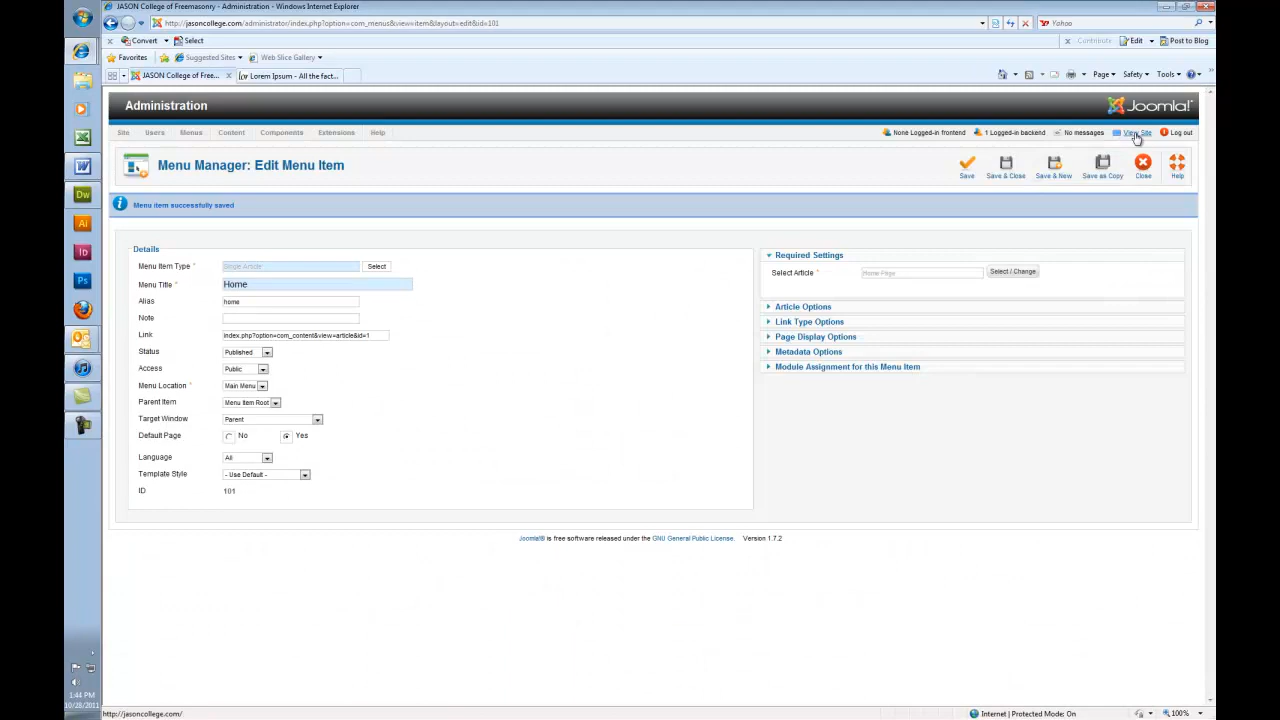 JASON College of Freemasonry - Administration - Windows Internet Explorer
http://jasoncollege.com/administrator/index.php?option=com_menus&view=item&layout=edit&id=101
Yahoo
Convert Select
Contribute Edit Post to Blog
Favorites Suggested Sites Web Slice Gallery
JASON College of Free... Lorem Ipsum - All the fact...
Page Safety Tools
Administration
Joomla!
Site Users Menus Content Components Extensions Help
None Logged-in frontend 1 Logged-in backend No messages View Site Log out
Menu Manager: Edit Menu Item
Save Save & Close Save & New Save as Copy Close Help
Menu item successfully saved
Details
Menu Item Type * Single Article Select
Menu Title * Home
Alias home
Note
Link index.php?option=com_content&view=article&id=1
Status Published
Access Public
Menu Location * Main Menu
Parent Item Menu Item Root
Target Window Parent
Default Page No Yes
Language All
Template Style - Use Default -
ID 101
Required Settings
Select Article * Home Page Select / Change
Article Options
Link Type Options
Page Display Options
Metadata Options
Module Assignment for this Menu Item
Joomla!® is free software released under the GNU General Public License. Version 1.7.2
W
Dw
Ai
Id
Ps
1:44 PM
10/28/2011
http://jasoncollege.com/
Internet | Protected Mode: On
100%